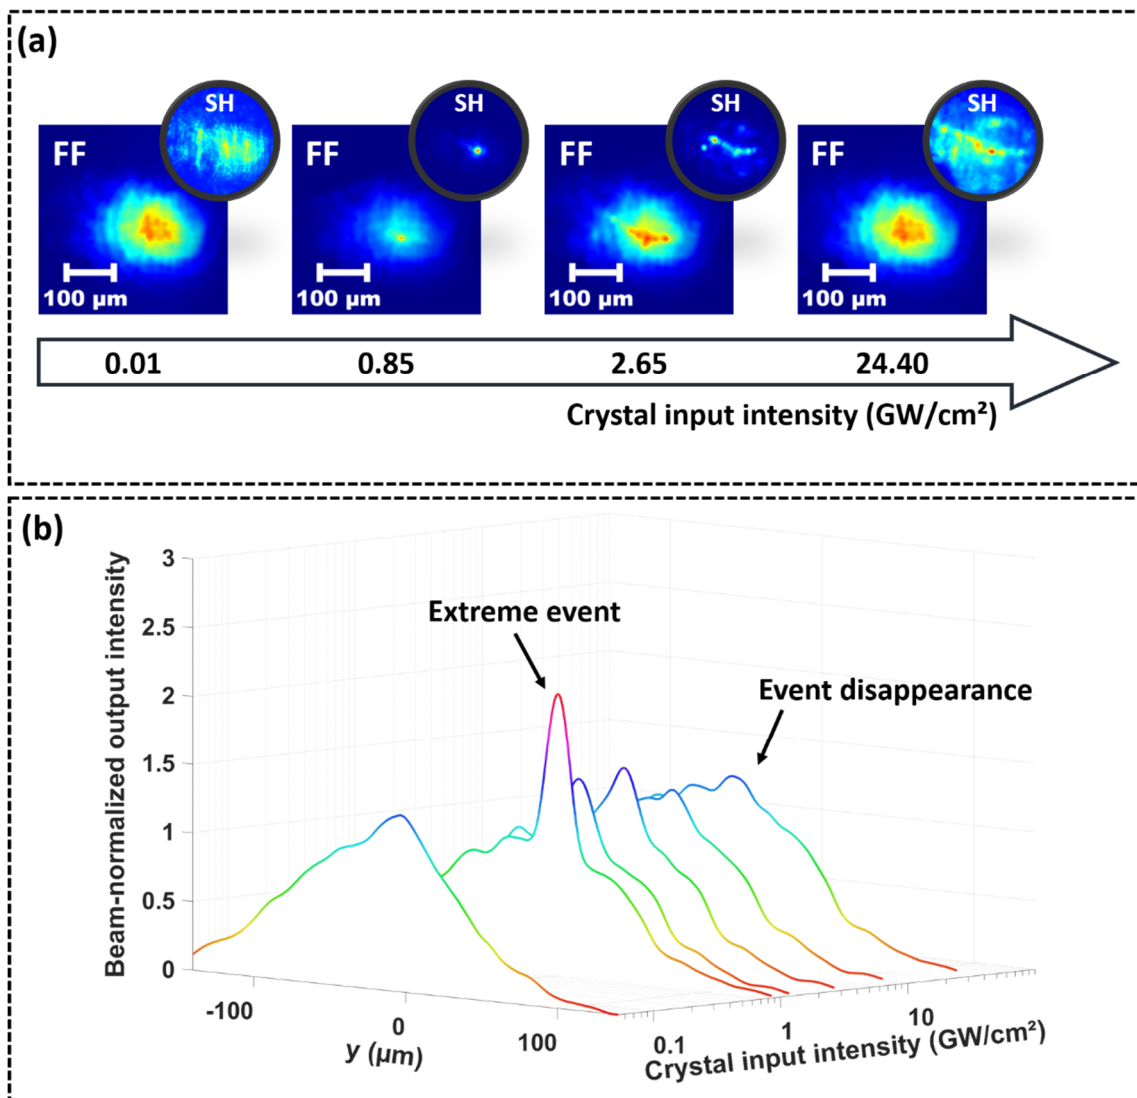 (a)
SH
SH
SH
SH
FF
FF
FF
FF
100 µm
100 µm
100 µm
100 µm
0.01
0.85
2.65
24.40
Crystal input intensity (GW/cm²)
(b)
Beam-normalized output intensity
3
2.5
2
1.5
1
0.5
0
Extreme event
Event disappearance
-100
0
100
y (µm)
0.1
1
10
Crystal input intensity (GW/cm²)